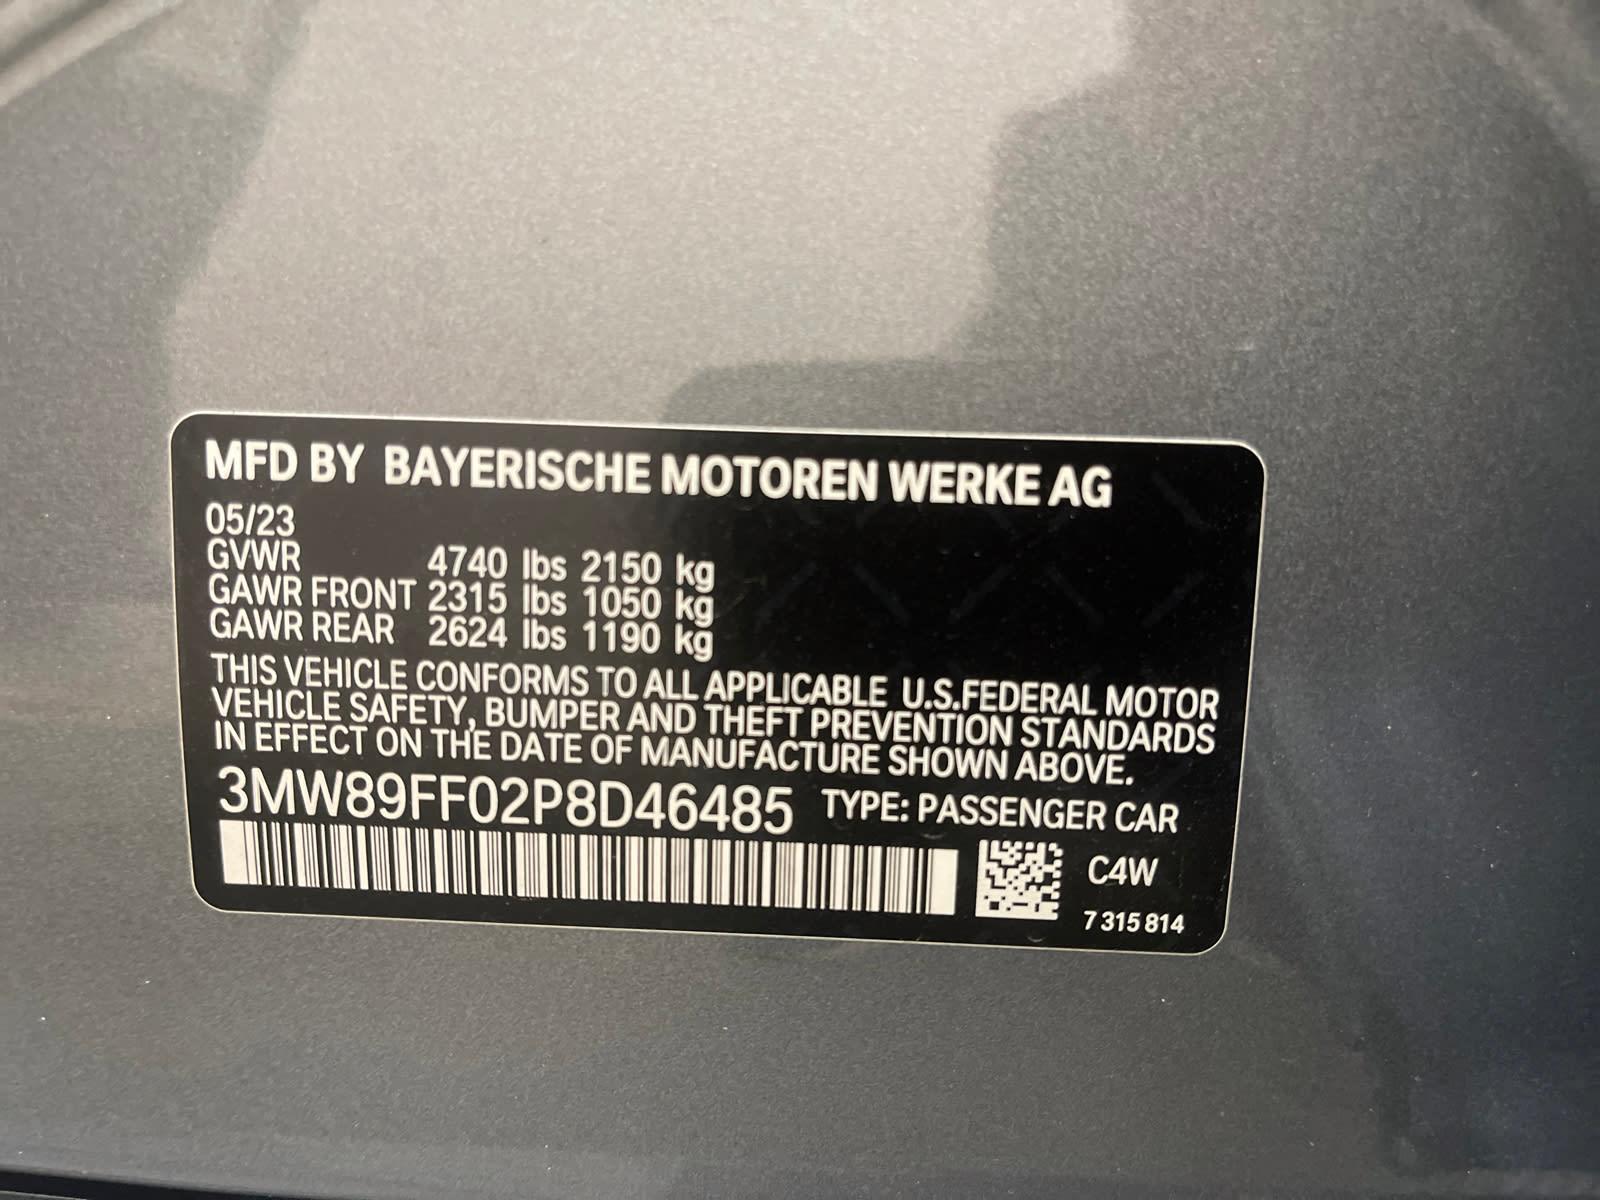 MFD BY BAYERISCHE MOTOREN WERKE AG
05/23
GVWR 4740 lbs 2150 kg
GAWR FRONT 2315 lbs 1050 kg
GAWR REAR 2624 lbs 1190 kg
THIS VEHICLE CONFORMS TO ALL APPLICABLE U.S.FEDERAL MOTOR
VEHICLE SAFETY, BUMPER AND THEFT PREVENTION STANDARDS
IN EFFECT ON THE DATE OF MANUFACTURE SHOWN ABOVE.
3MW89FF02P8D46485 TYPE: PASSENGER CAR
C4W
7 315 814